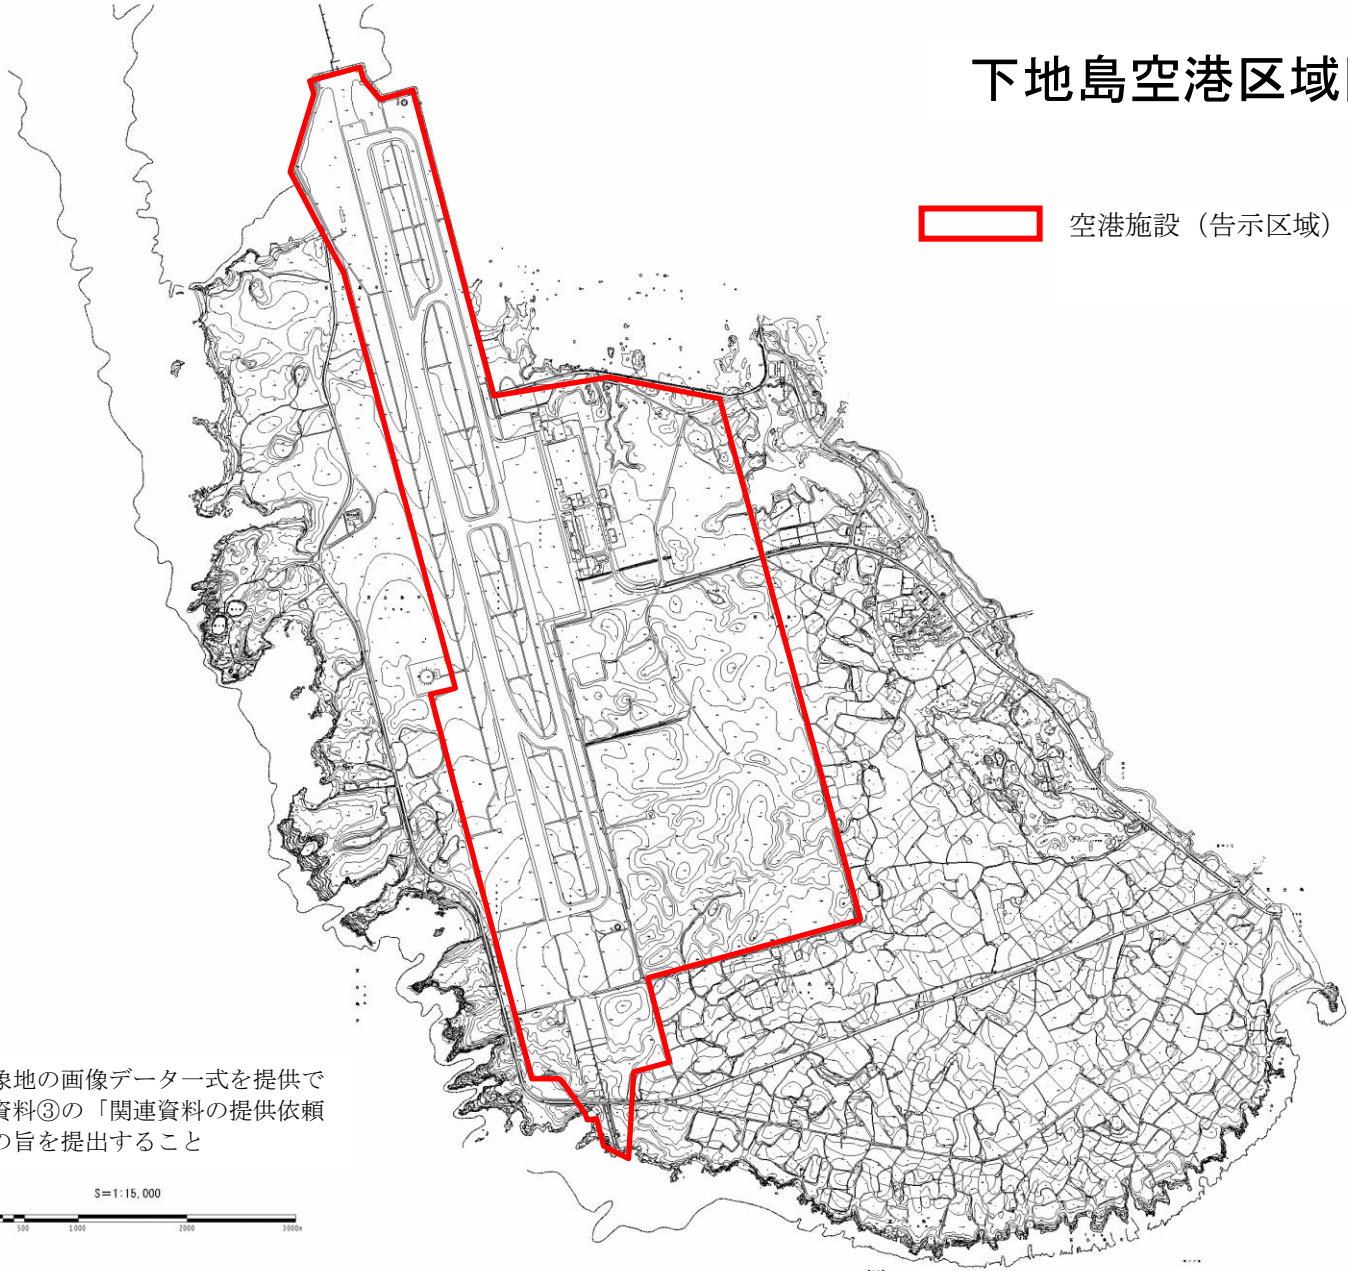 下地島空港区域
空港施設（告示区域）
象地の画像データ一式を提供で
資料③の「関連資料の提供依頼
の旨を提出すること
S=1:15,000
500 1000 2000 3000m